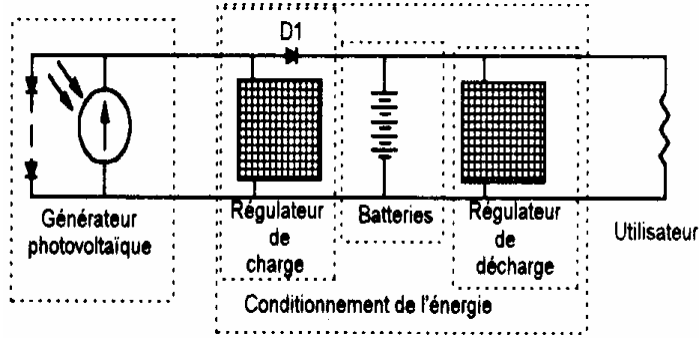 D1
Générateur
photovoltaïque
Régulateur
de
charge
Batteries
Régulateur
de
décharge
Utilisateur
Conditionnement de l'énergie